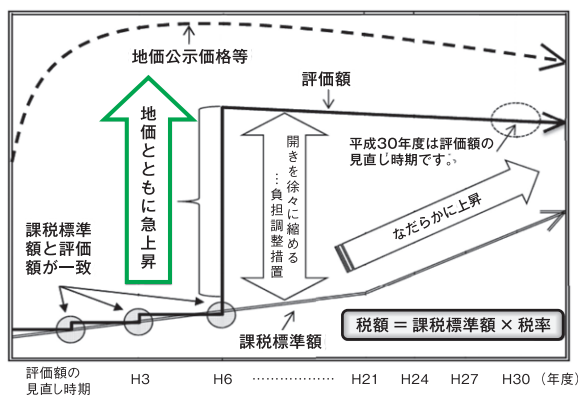 地価公示価格等
評価額
地価とともに急上昇
開きを徐々に縮める
…負担調整措置
平成30年度は評価額の
見直し時期です。
なだらかに上昇
課税標準
額と評価
額が一致
課税標準額
税額＝課税標準額×税率
評価額の
見直し時期
H3 H6 ……………… H21 H24 H27 H30 (年度)